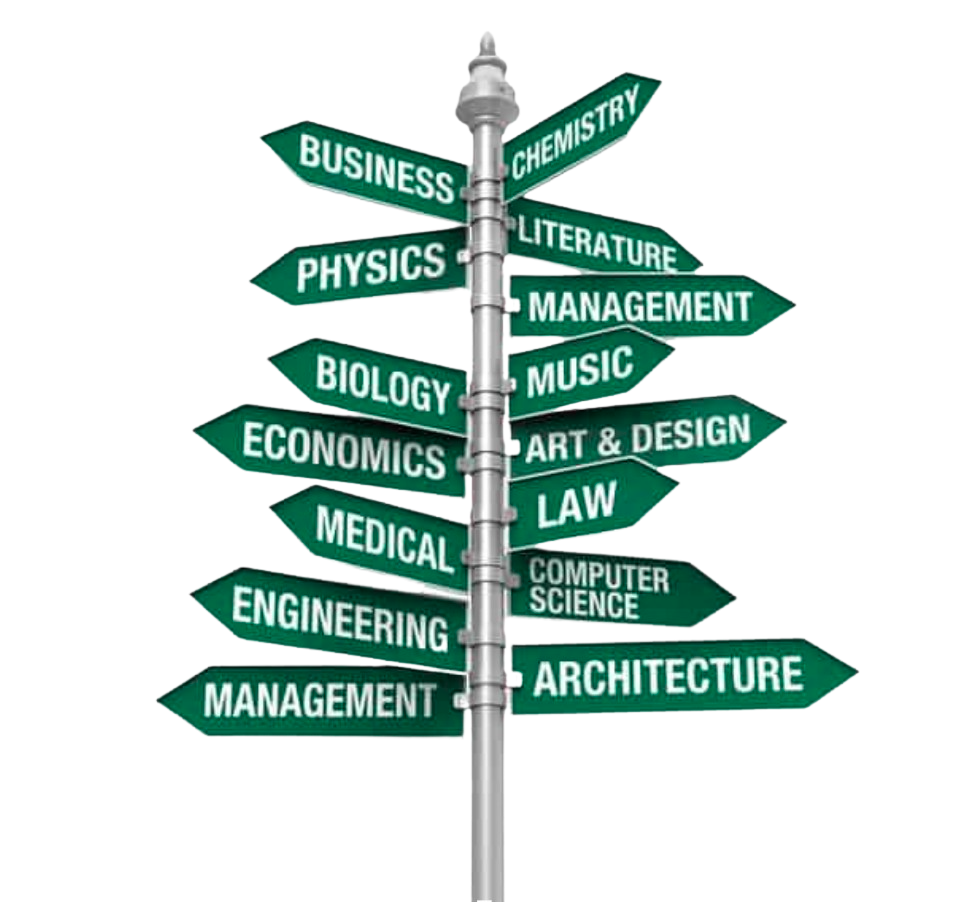 CHEMISTRY
BUSINESS
LITERATURE
PHYSICS
MANAGEMENT
MUSIC
BIOLOGY
ART & DESIGN
ECONOMICS
LAW
MEDICAL
COMPUTER
SCIENCE
ENGINEERING
ARCHITECTURE
MANAGEMENT